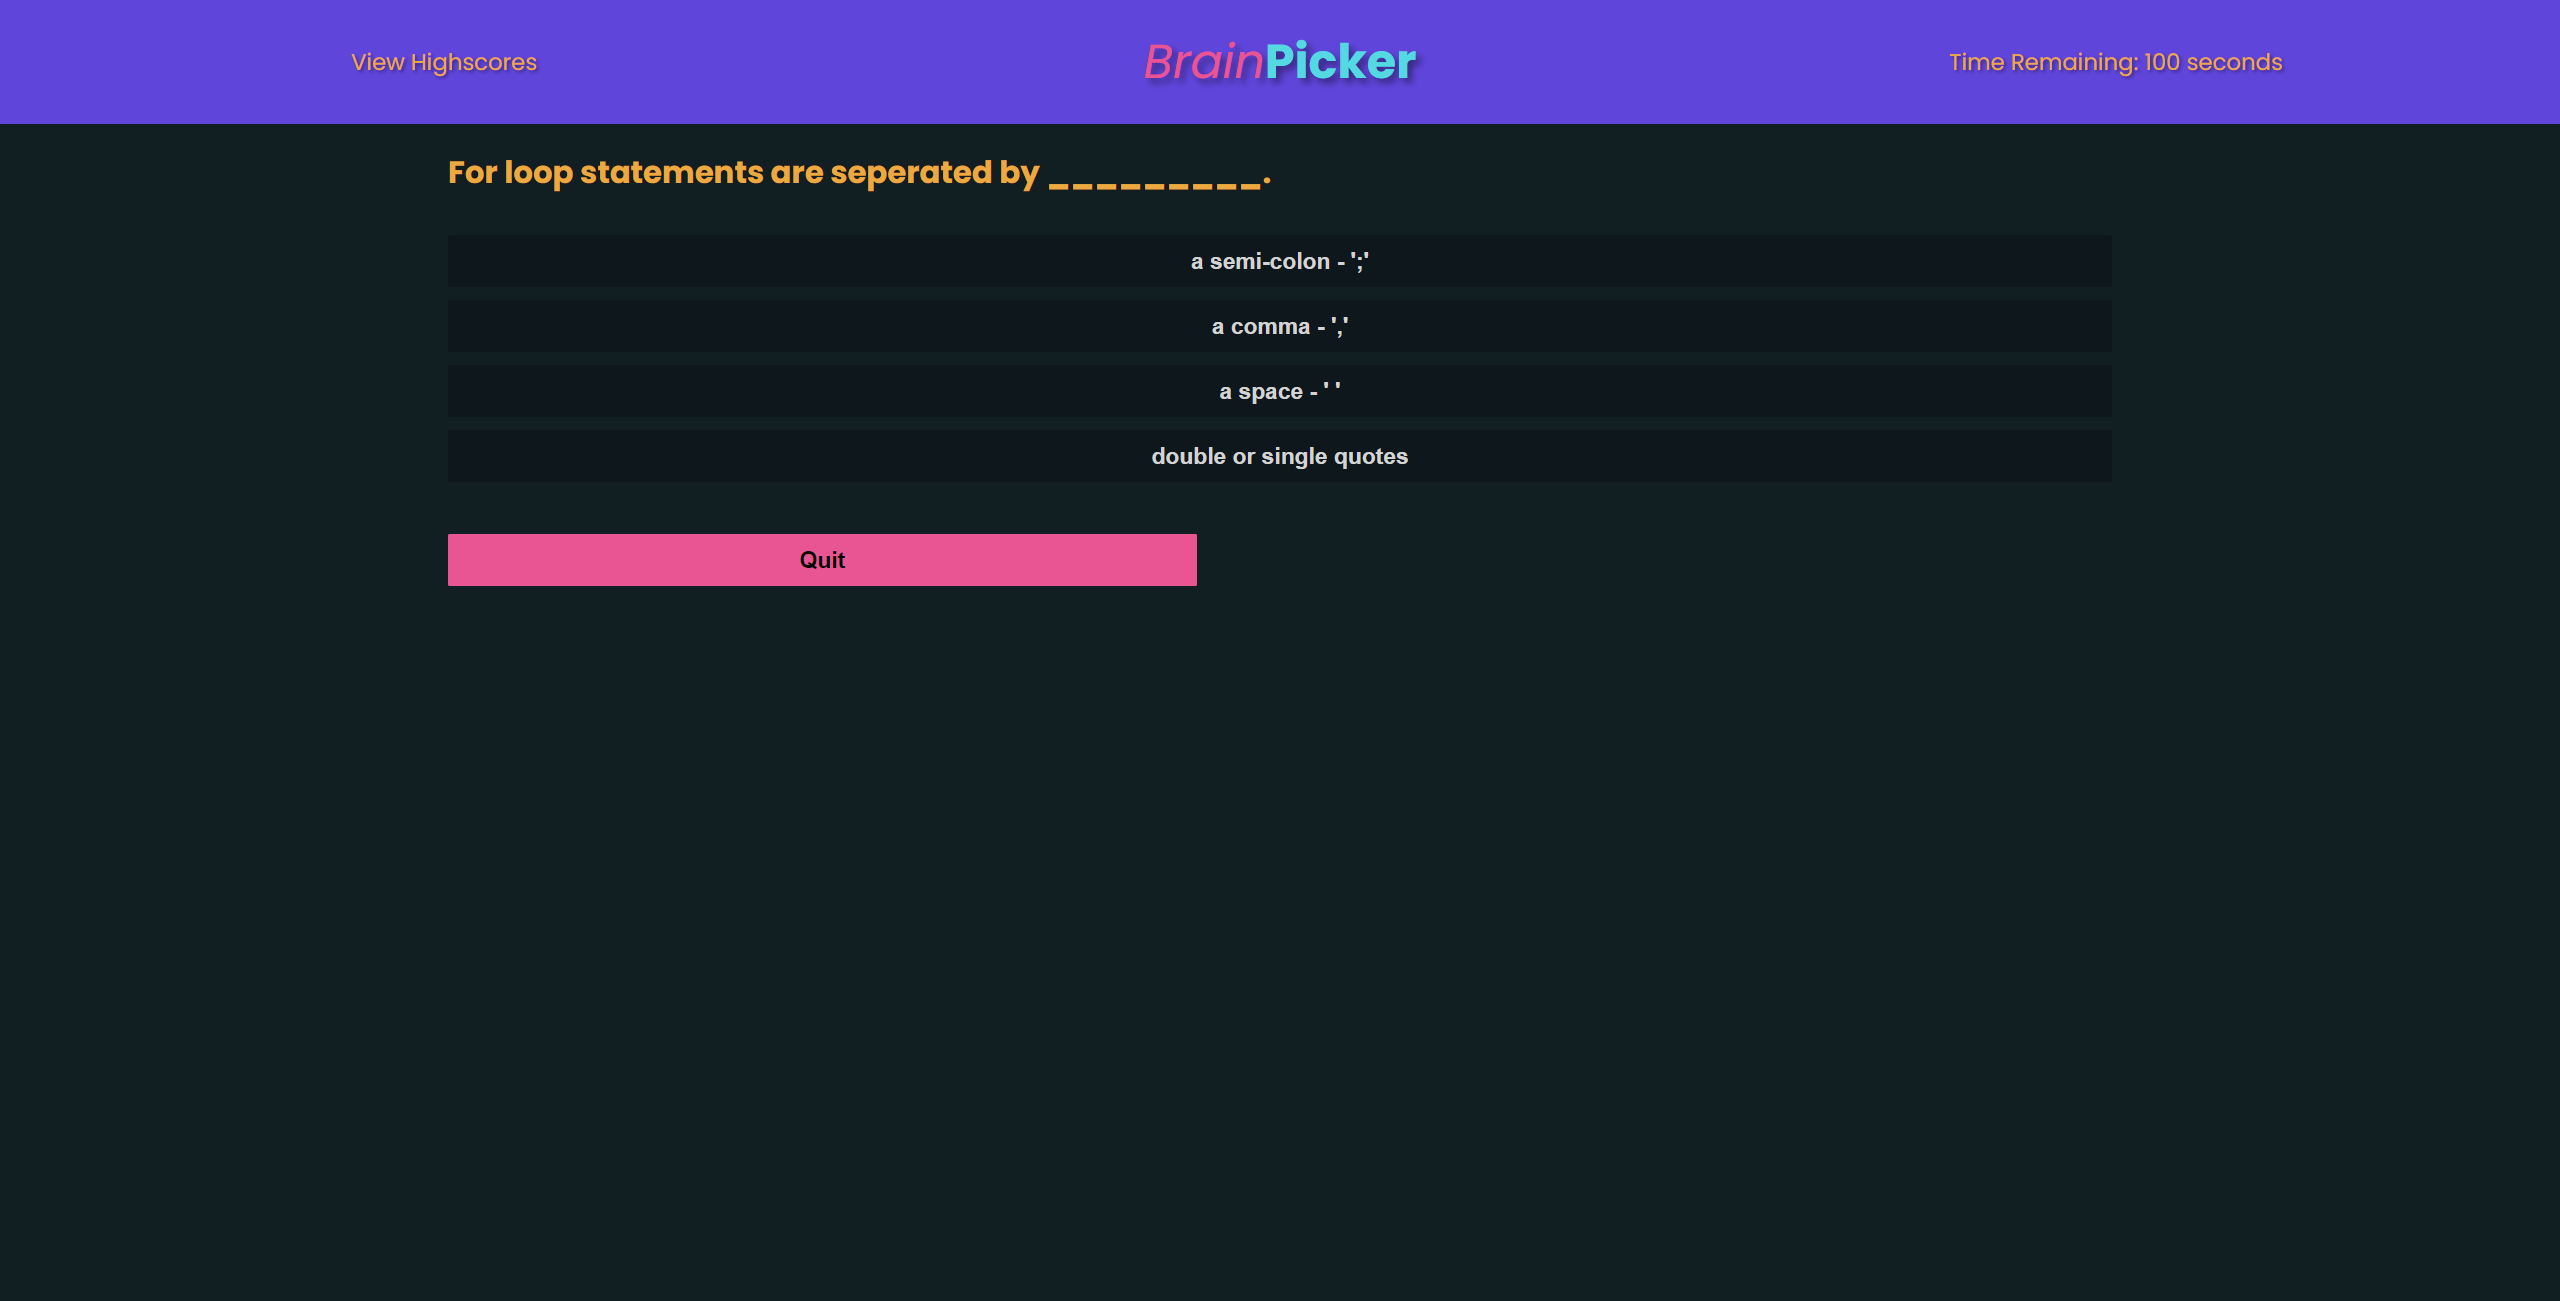 View Highscores
BrainPicker
Time Remaining: 100 seconds
For loop statements are seperated by _________.
a semi-colon - ';'
a comma - ','
a space - ' '
double or single quotes
Quit